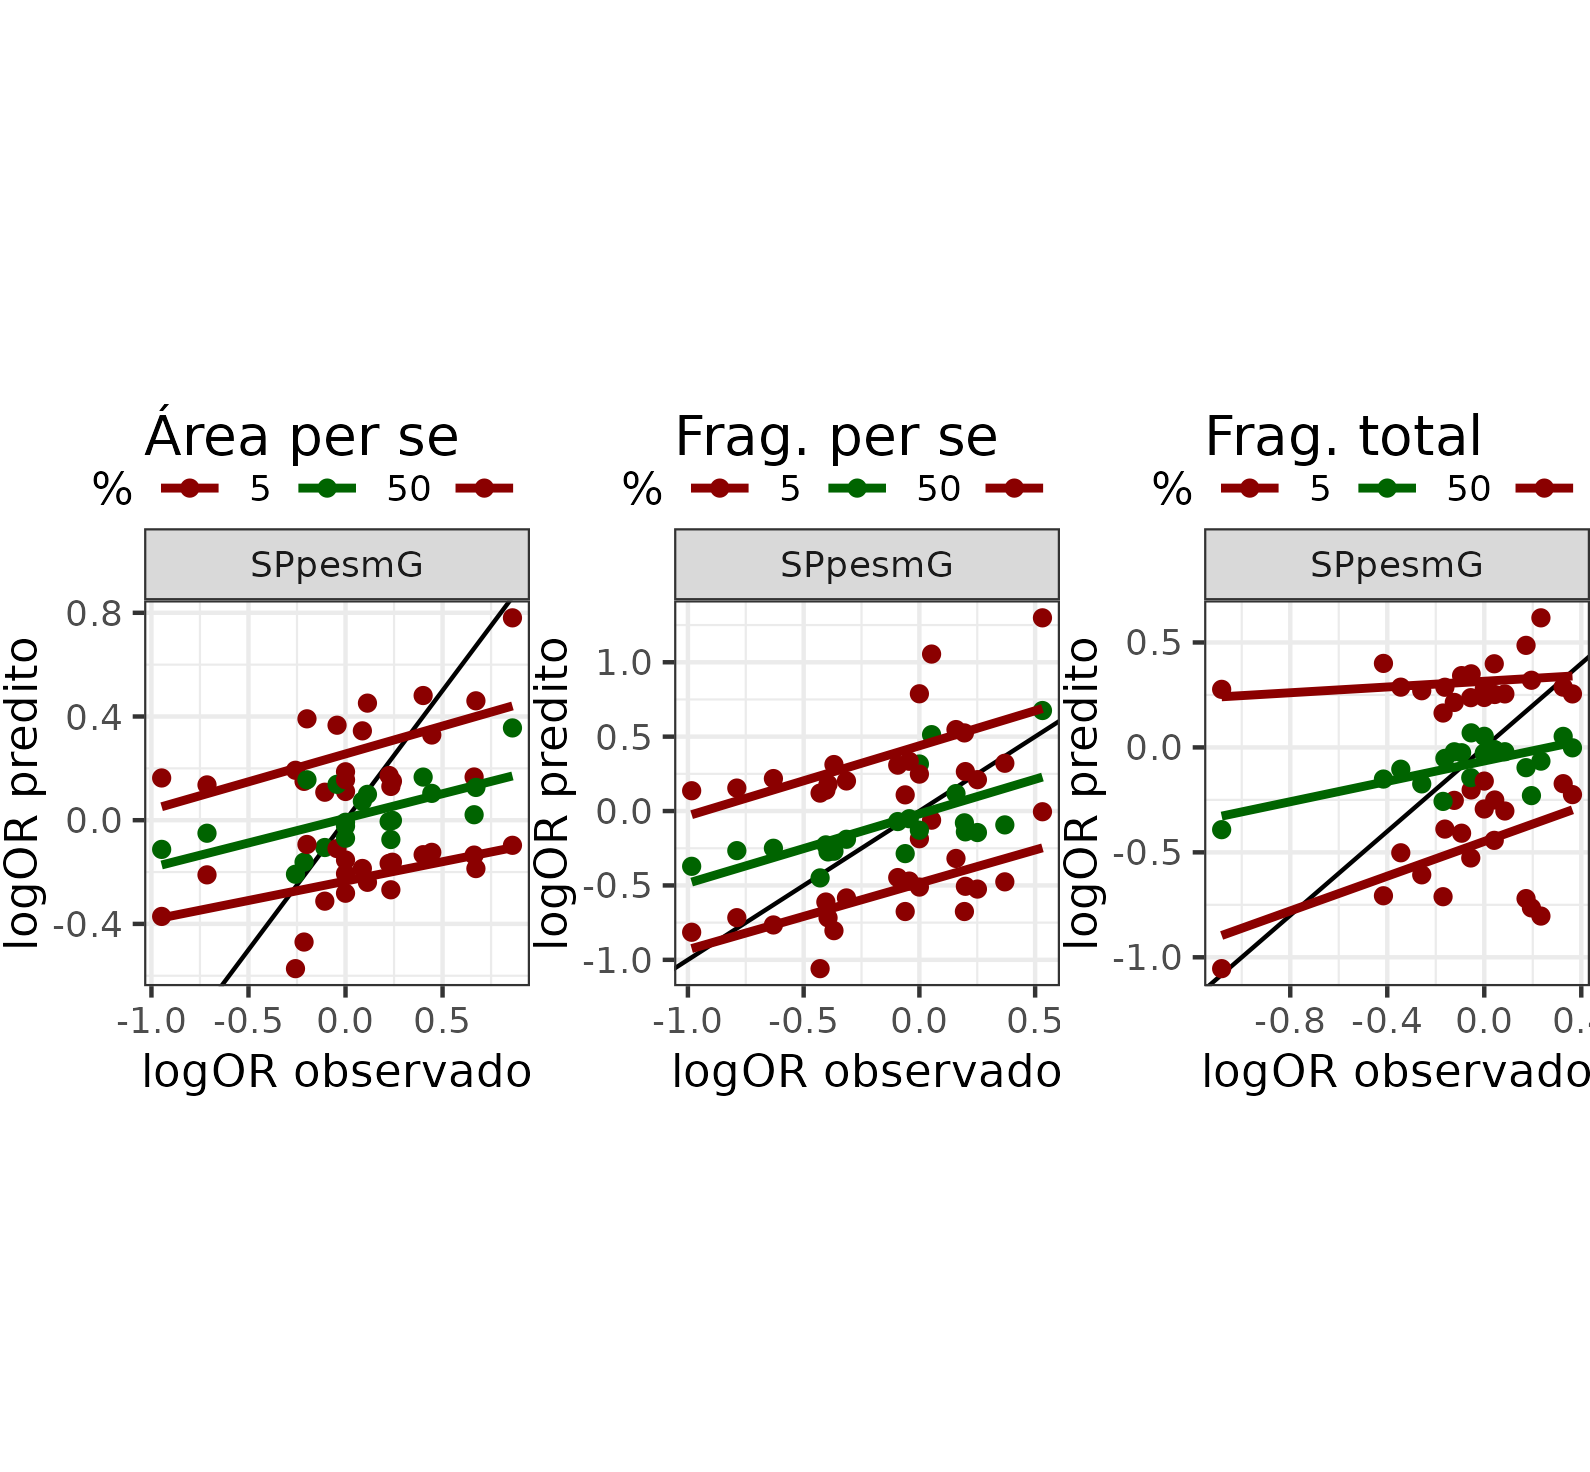 Área per se
% 5 50
SPpesmG
0.8
0.4
0.0
-0.4
logOR predito
-1.0 -0.5 0.0 0.5
logOR observado
Frag. per se
% 5 50
SPpesmG
1.0
0.5
0.0
-0.5
-1.0
logOR predito
-1.0 -0.5 0.0 0.5
logOR observado
Frag. total
% 5 50
SPpesmG
0.5
0.0
-0.5
-1.0
logOR predito
-0.8 -0.4 0.0
logOR observado